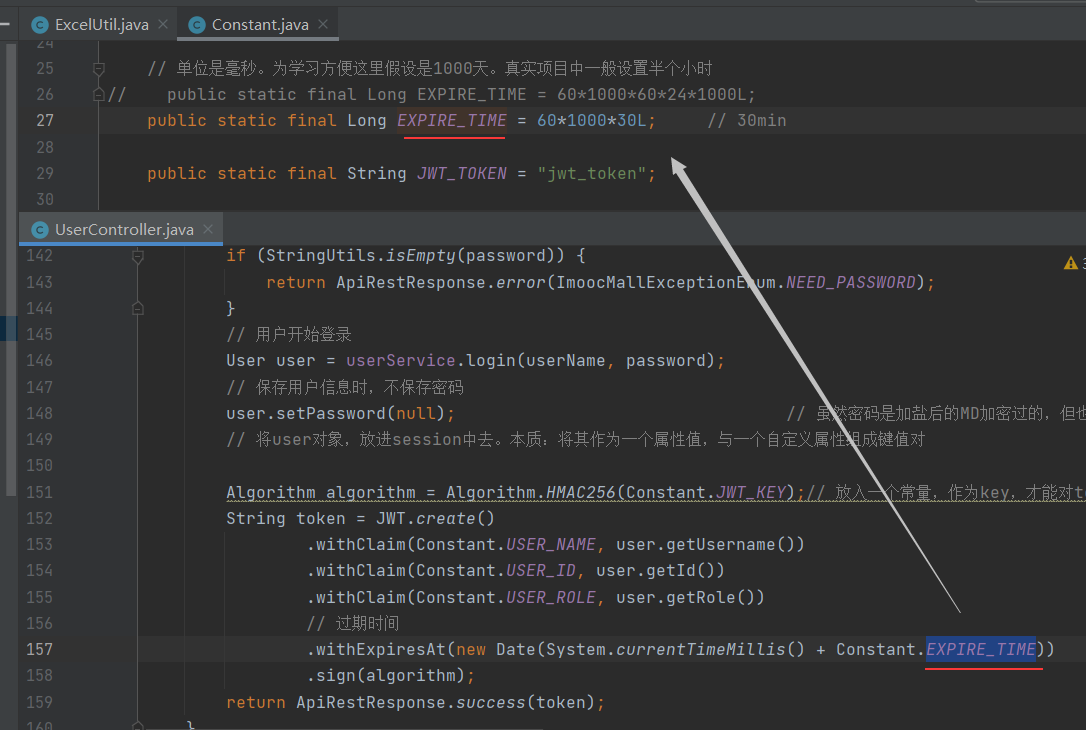 ExcelUtil.java Constant.java
24
25 // 单位是毫秒。为学习方便这里假设是1000天。真实项目中一般设置半个小时
26 // public static final Long EXPIRE_TIME = 60*1000*60*24*1000L;
27 public static final Long EXPIRE_TIME = 60*1000*30L; // 30min
28
29 public static final String JWT_TOKEN = "jwt_token";
30
UserController.java
142 if (StringUtils.isEmpty(password)) {
143 return ApiRestResponse.error(ImoocMallExceptionEnum.NEED_PASSWORD);
144 }
145 // 用户开始登录
146 User user = userService.login(userName, password);
147 // 保存用户信息时，不保存密码
148 user.setPassword(null); // 虽然密码是加盐后的MD加密过的，但也
149 // 将user对象，放进session中去。本质：将其作为一个属性值，与一个自定义属性组成键值对
150
151 Algorithm algorithm = Algorithm.HMAC256(Constant.JWT_KEY);// 放入一个常量，作为key，才能对t
152 String token = JWT.create()
153 .withClaim(Constant.USER_NAME, user.getUsername())
154 .withClaim(Constant.USER_ID, user.getId())
155 .withClaim(Constant.USER_ROLE, user.getRole())
156 // 过期时间
157 .withExpiresAt(new Date(System.currentTimeMillis() + Constant.EXPIRE_TIME))
158 .sign(algorithm);
159 return ApiRestResponse.success(token);
160 }